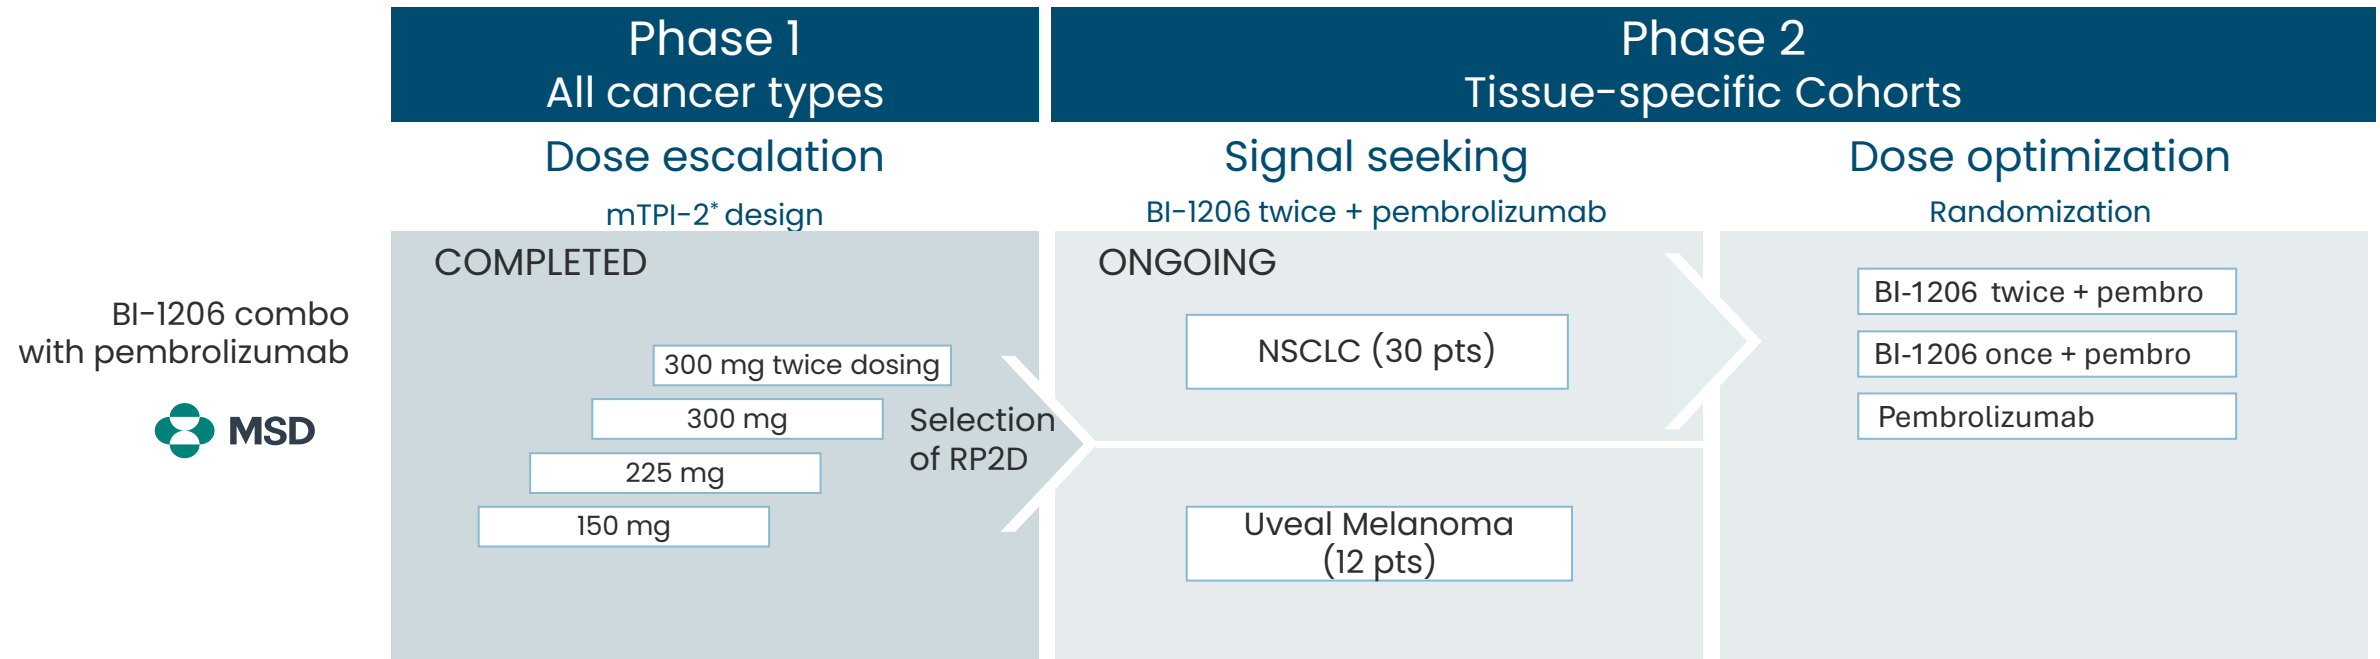 Phase 1
All cancer types
Phase 2
Tissue-specific Cohorts
Dose escalation
mTPI-2* design
Signal seeking
BI-1206 twice + pembrolizumab
Dose optimization
Randomization
BI-1206 combo
with pembrolizumab
MSD
COMPLETED
300 mg twice dosing
300 mg
225 mg
150 mg
Selection
of RP2D
ONGOING
NSCLC (30 pts)
Uveal Melanoma
(12 pts)
BI-1206 twice + pembro
BI-1206 once + pembro
Pembrolizumab